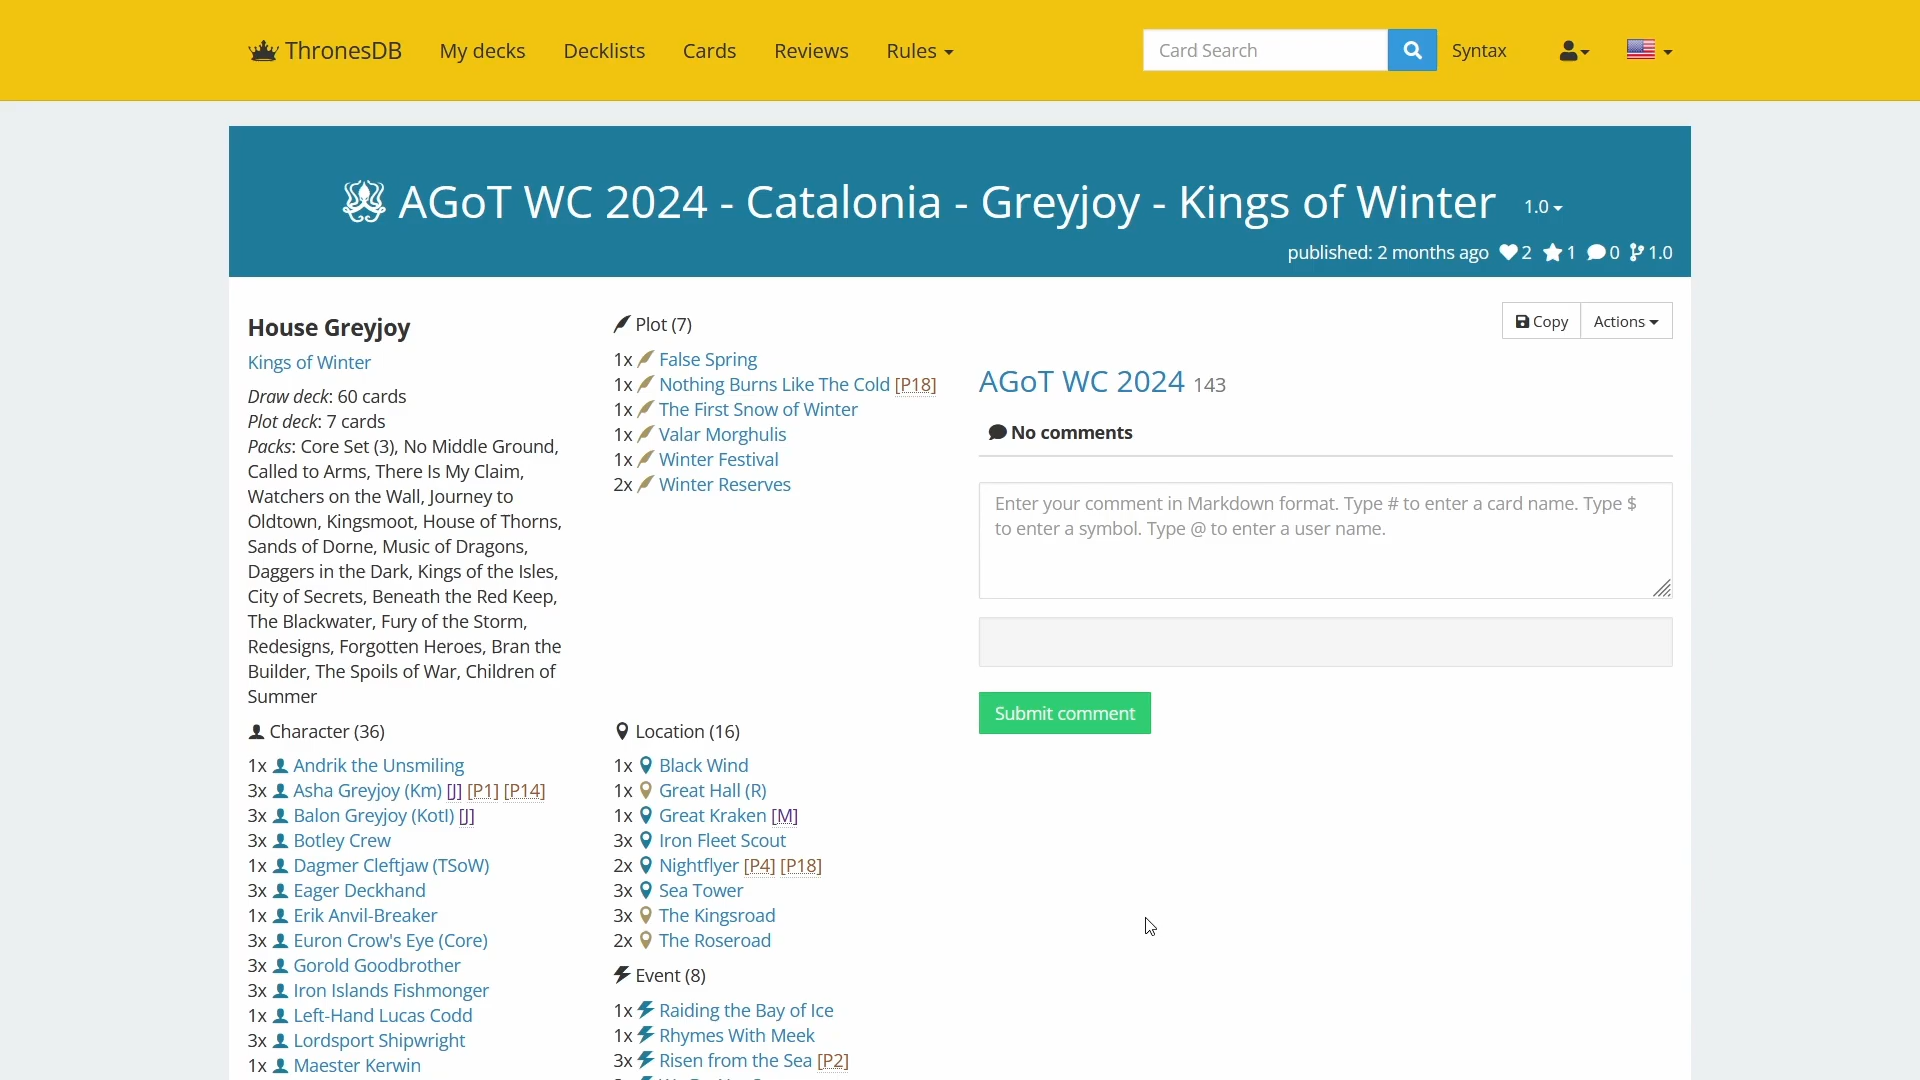 ThronesDB
My decks
Decklists
Cards
Reviews
Rules
Card Search
Syntax
AGoT WC 2024 - Catalonia - Greyjoy - Kings of Winter
1.0
published: 2 months ago 2 1 0 1.0
House Greyjoy
Kings of Winter
Draw deck: 60 cards
Plot deck: 7 cards
Packs: Core Set (3), No Middle Ground,
Called to Arms, There Is My Claim,
Watchers on the Wall, Journey to
Oldtown, Kingsmoot, House of Thorns,
Sands of Dorne, Music of Dragons,
Daggers in the Dark, Kings of the Isles,
City of Secrets, Beneath the Red Keep,
The Blackwater, Fury of the Storm,
Redesigns, Forgotten Heroes, Bran the
Builder, The Spoils of War, Children of
Summer
Plot (7)
1x False Spring
1x Nothing Burns Like The Cold [P18]
1x The First Snow of Winter
1x Valar Morghulis
1x Winter Festival
2x Winter Reserves
Character (36)
1x Andrik the Unsmiling
3x Asha Greyjoy (Km) [J] [P1] [P14]
3x Balon Greyjoy (KotI) [J]
3x Botley Crew
1x Dagmer Cleftjaw (TSoW)
3x Eager Deckhand
1x Erik Anvil-Breaker
3x Euron Crow's Eye (Core)
3x Gorold Goodbrother
3x Iron Islands Fishmonger
1x Left-Hand Lucas Codd
3x Lordsport Shipwright
1x Maester Kerwin
Location (16)
1x Black Wind
1x Great Hall (R)
1x Great Kraken [M]
3x Iron Fleet Scout
2x Nightflyer [P4] [P18]
3x Sea Tower
3x The Kingsroad
2x The Roseroad
Event (8)
1x Raiding the Bay of Ice
1x Rhymes With Meek
3x Risen from the Sea [P2]
Copy
Actions
AGoT WC 2024 143
No comments
Enter your comment in Markdown format. Type # to enter a card name. Type $
to enter a symbol. Type @ to enter a user name.
Submit comment